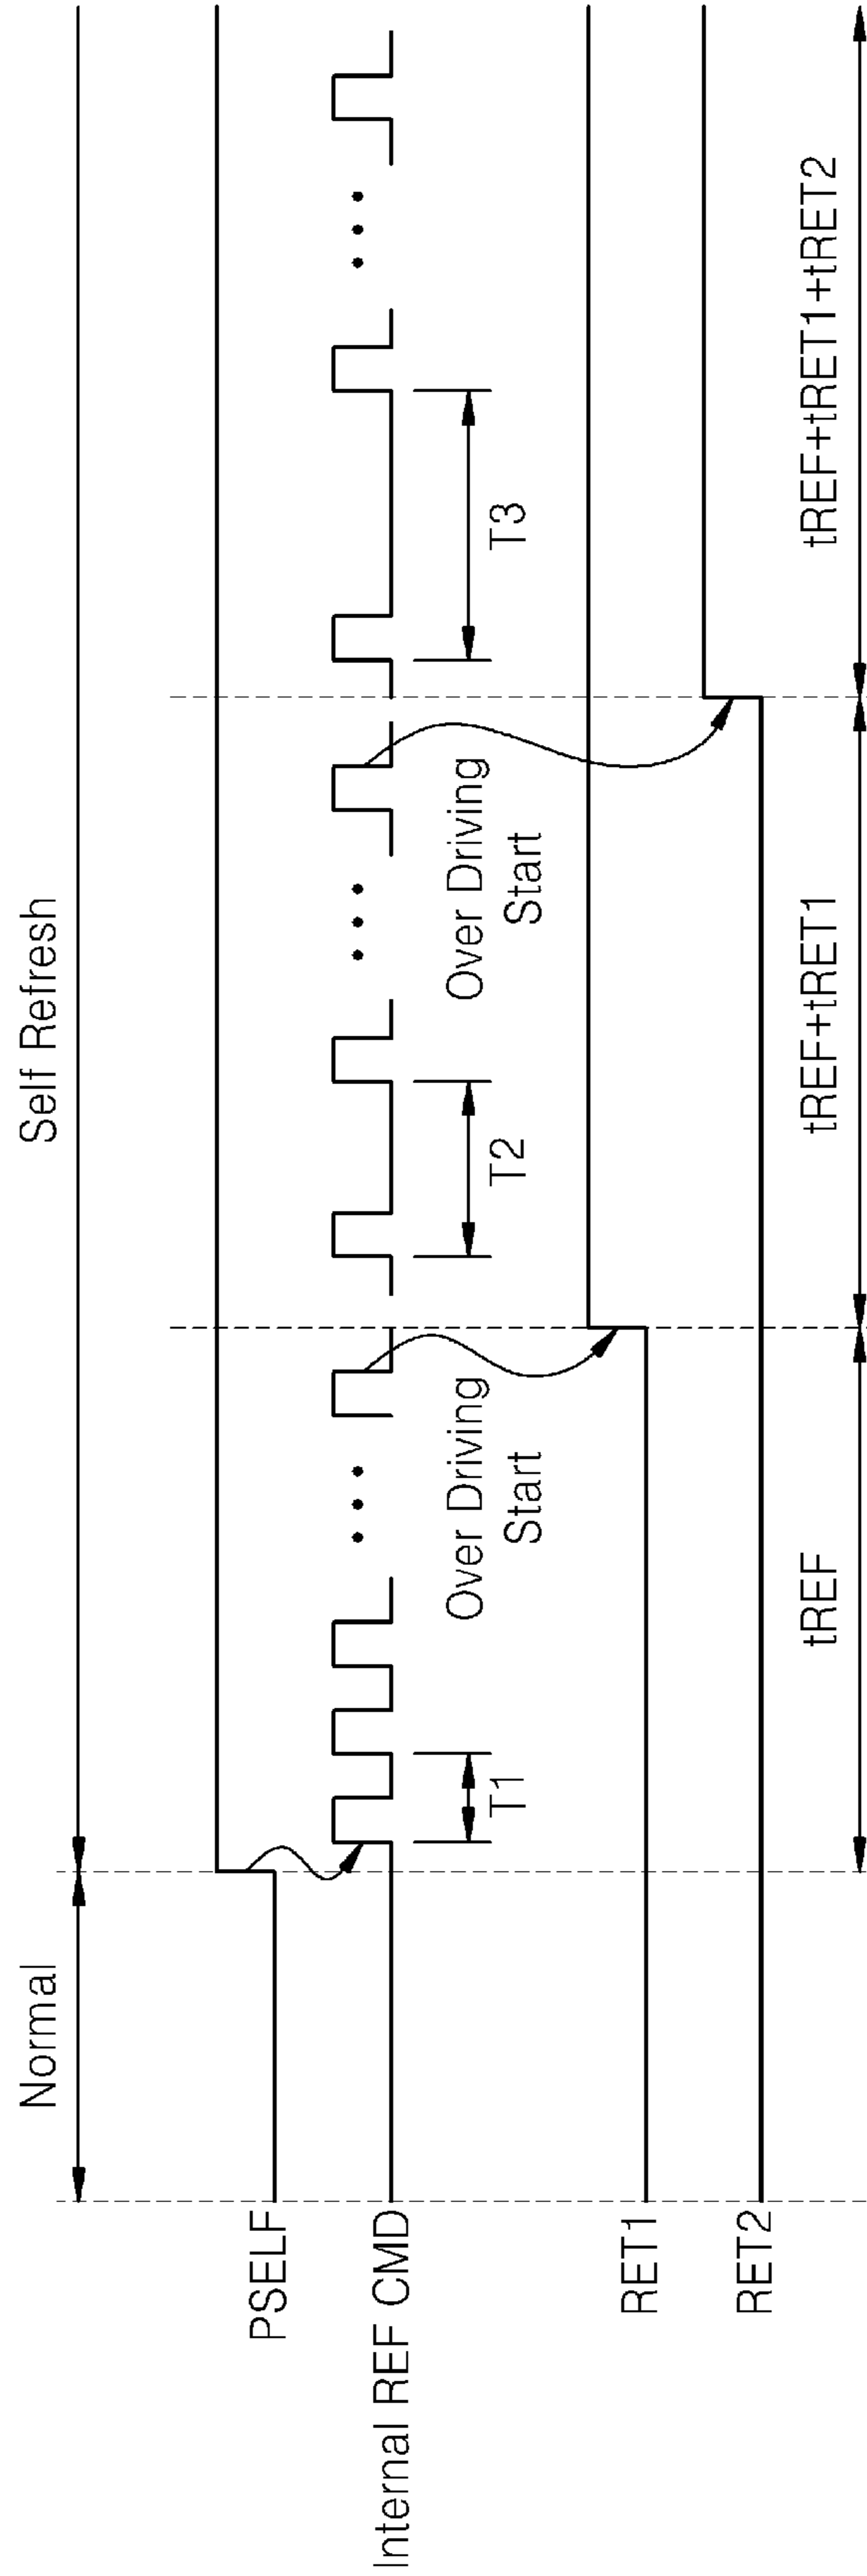 Normal
Self Refresh
PSELF
Internal REF CMD
T1
T2
T3
Over Driving
Start
Over Driving
Start
RET1
RET2
tREF
tREF+tRET1
tREF+tRET1+tRET2